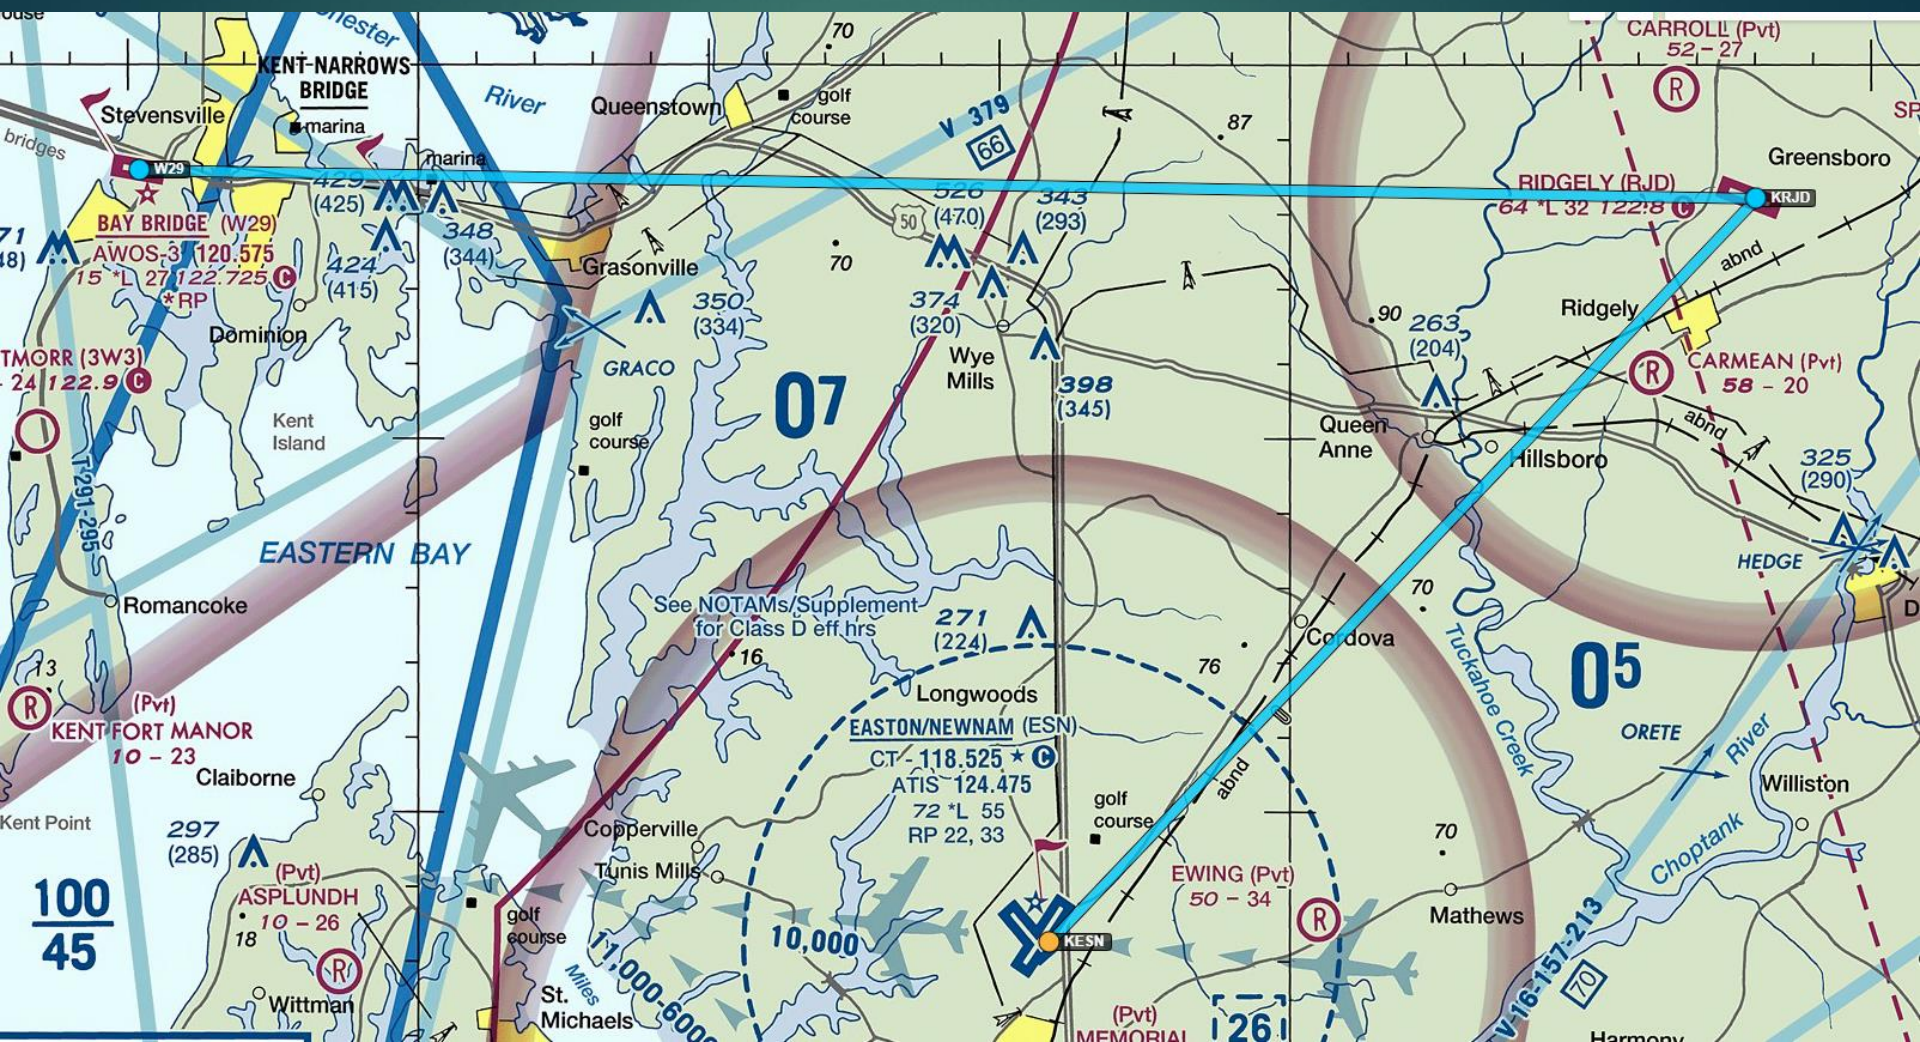 ouse
chester
River
KENT NARROWS
BRIDGE
marina
Stevensville
bridges
W29
BAY BRIDGE (W29)
AWOS-3 120.575
15 *L 27 122.725 C
*RP
71
48)
429
(425)
marina
348
(344)
424
(415)
Dominion
TMORR (3W3)
- 24 122.9 C
Kent
Island
T-291-295
EASTERN BAY
Romancoke
13
R
(Pvt)
KENT FORT MANOR
10 - 23
Claiborne
Kent Point
297
(285)
100
45
(Pvt)
ASPLUNDH
10 - 26
18
R
Wittman
Queenstown
70
golf
course
V 379
66
87
Grasonville
50
70
350
(334)
GRACO
526
(470)
343
(293)
374
(320)
Wye
Mills
398
(345)
07
golf
course
See NOTAMs/Supplement
for Class D eff hrs
16
271
(224)
Longwoods
76
EASTON/NEWNAM (ESN)
CT - 118.525 * C
ATIS 124.475
72 *L 55
RP 22, 33
golf
course
abnd
U
Copperville
Tunis Mills
golf
course
St.
Michaels
Miles
11,000-6000
10,000
KESN
EWING (Pvt)
50 - 34
R
(Pvt)
MEMORIAL
26
CARROLL (Pvt)
52 - 27
R
SP
Greensboro
RIDGELY (RJD)
64 *L 32 122.8 C
KRJD
abnd
Ridgely
90
263
(204)
R
CARMEAN (Pvt)
58 - 20
Queen
Anne
Hillsboro
abnd
325
(290)
HEDGE
D
70
Cordova
Tuckahoe Creek
05
ORETE
River
Williston
Choptank
70
Mathews
V-16-157-213
70
Harmony